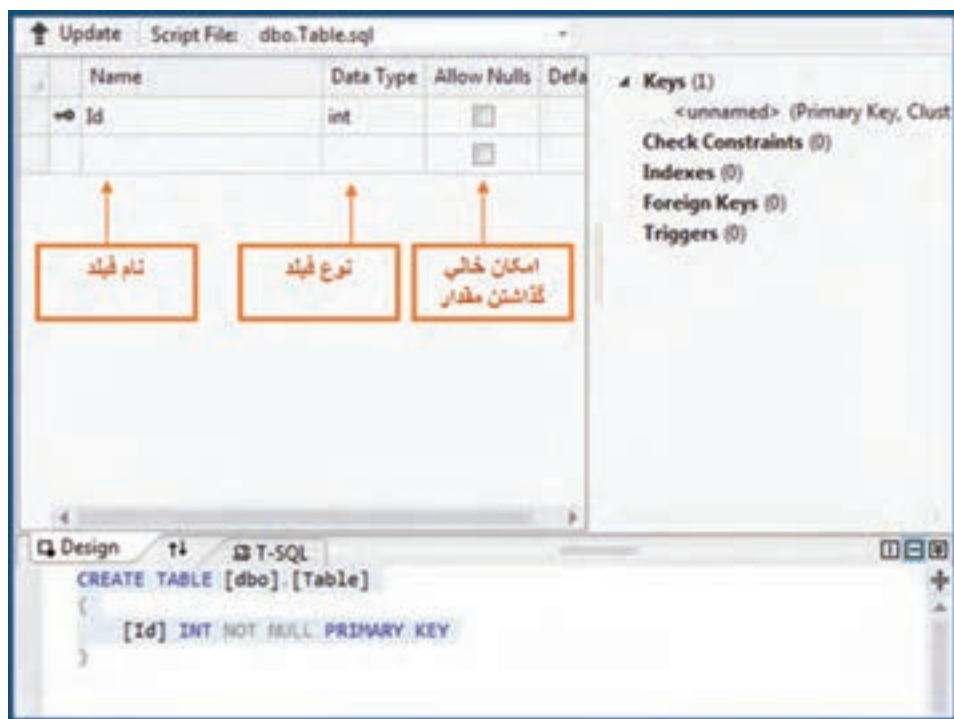 Update Script File: dbo.Table.sql
Name Data Type Allow Nulls Defa
Id int
نام فیلد
نوع فیلد
امکان خالی
گذاشتن مقدار
Keys (1)
<unnamed> (Primary Key, Clust
Check Constraints (0)
Indexes (0)
Foreign Keys (0)
Triggers (0)
Design T-SQL
CREATE TABLE [dbo].[Table]
(
[Id] INT NOT NULL PRIMARY KEY
)